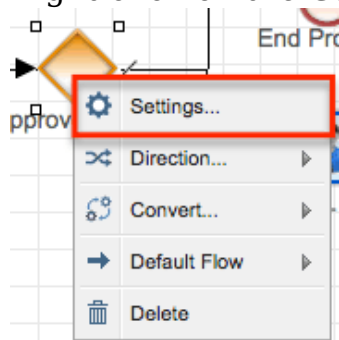 End Pro
pprov
Settings...
Direction...
Convert...
Default Flow
Delete